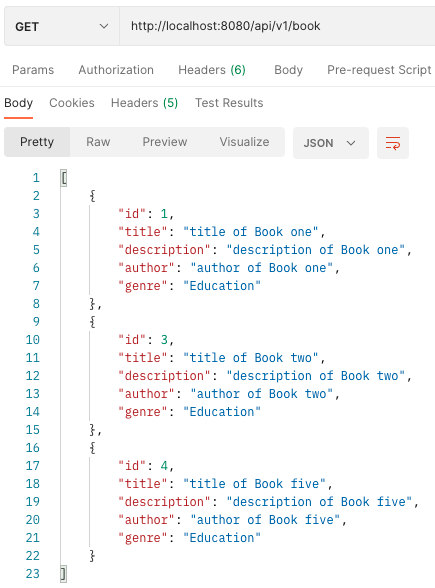 GET http://localhost:8080/api/v1/book
Params Authorization Headers (6) Body Pre-request Script
Body Cookies Headers (5) Test Results
Pretty Raw Preview Visualize JSON
1 [
2 {
3 "id": 1,
4 "title": "title of Book one",
5 "description": "description of Book one",
6 "author": "author of Book one",
7 "genre": "Education"
8 },
9 {
10 "id": 3,
11 "title": "title of Book two",
12 "description": "description of Book two",
13 "author": "author of Book two",
14 "genre": "Education"
15 },
16 {
17 "id": 4,
18 "title": "title of Book five",
19 "description": "description of Book five",
20 "author": "author of Book five",
21 "genre": "Education"
22 }
23 ]